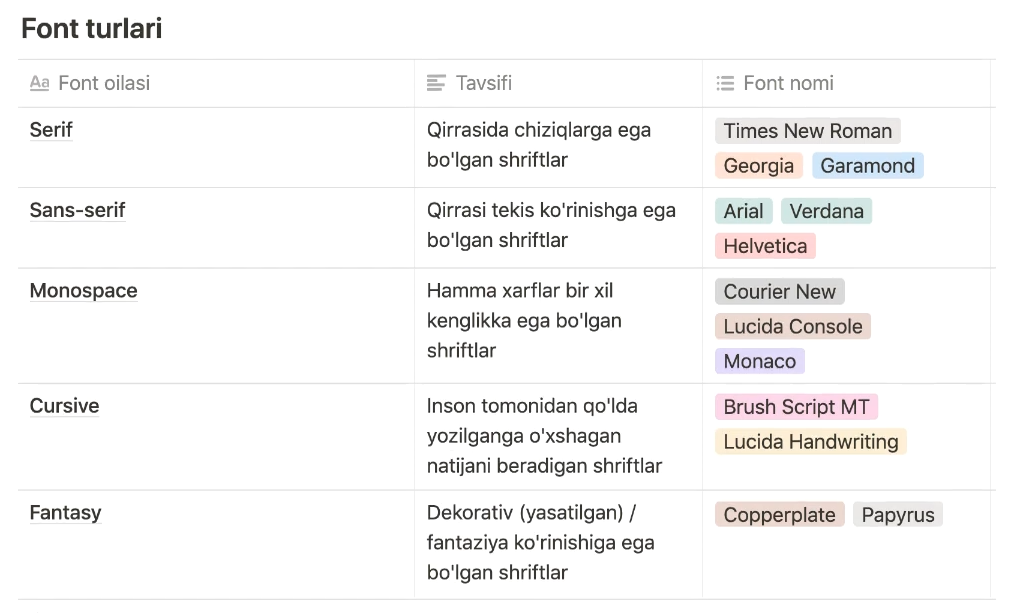 Font turlari
Aa Font oilasi
Tavsifi
Font nomi
Serif
Qirrasida chiziqlarga ega
bo'lgan shriftlar
Times New Roman
Georgia Garamond
Sans-serif
Qirrasi tekis ko'rinishga ega
bo'lgan shriftlar
Arial Verdana
Helvetica
Monospace
Hamma xarflar bir xil
kenglikka ega bo'lgan
shriftlar
Courier New
Lucida Console
Monaco
Cursive
Inson tomonidan qo'lda
yozilganga o'xshagan
natijani beradigan shriftlar
Brush Script MT
Lucida Handwriting
Fantasy
Dekorativ (yasatilgan) /
fantaziya ko'rinishiga ega
bo'lgan shriftlar
Copperplate Papyrus